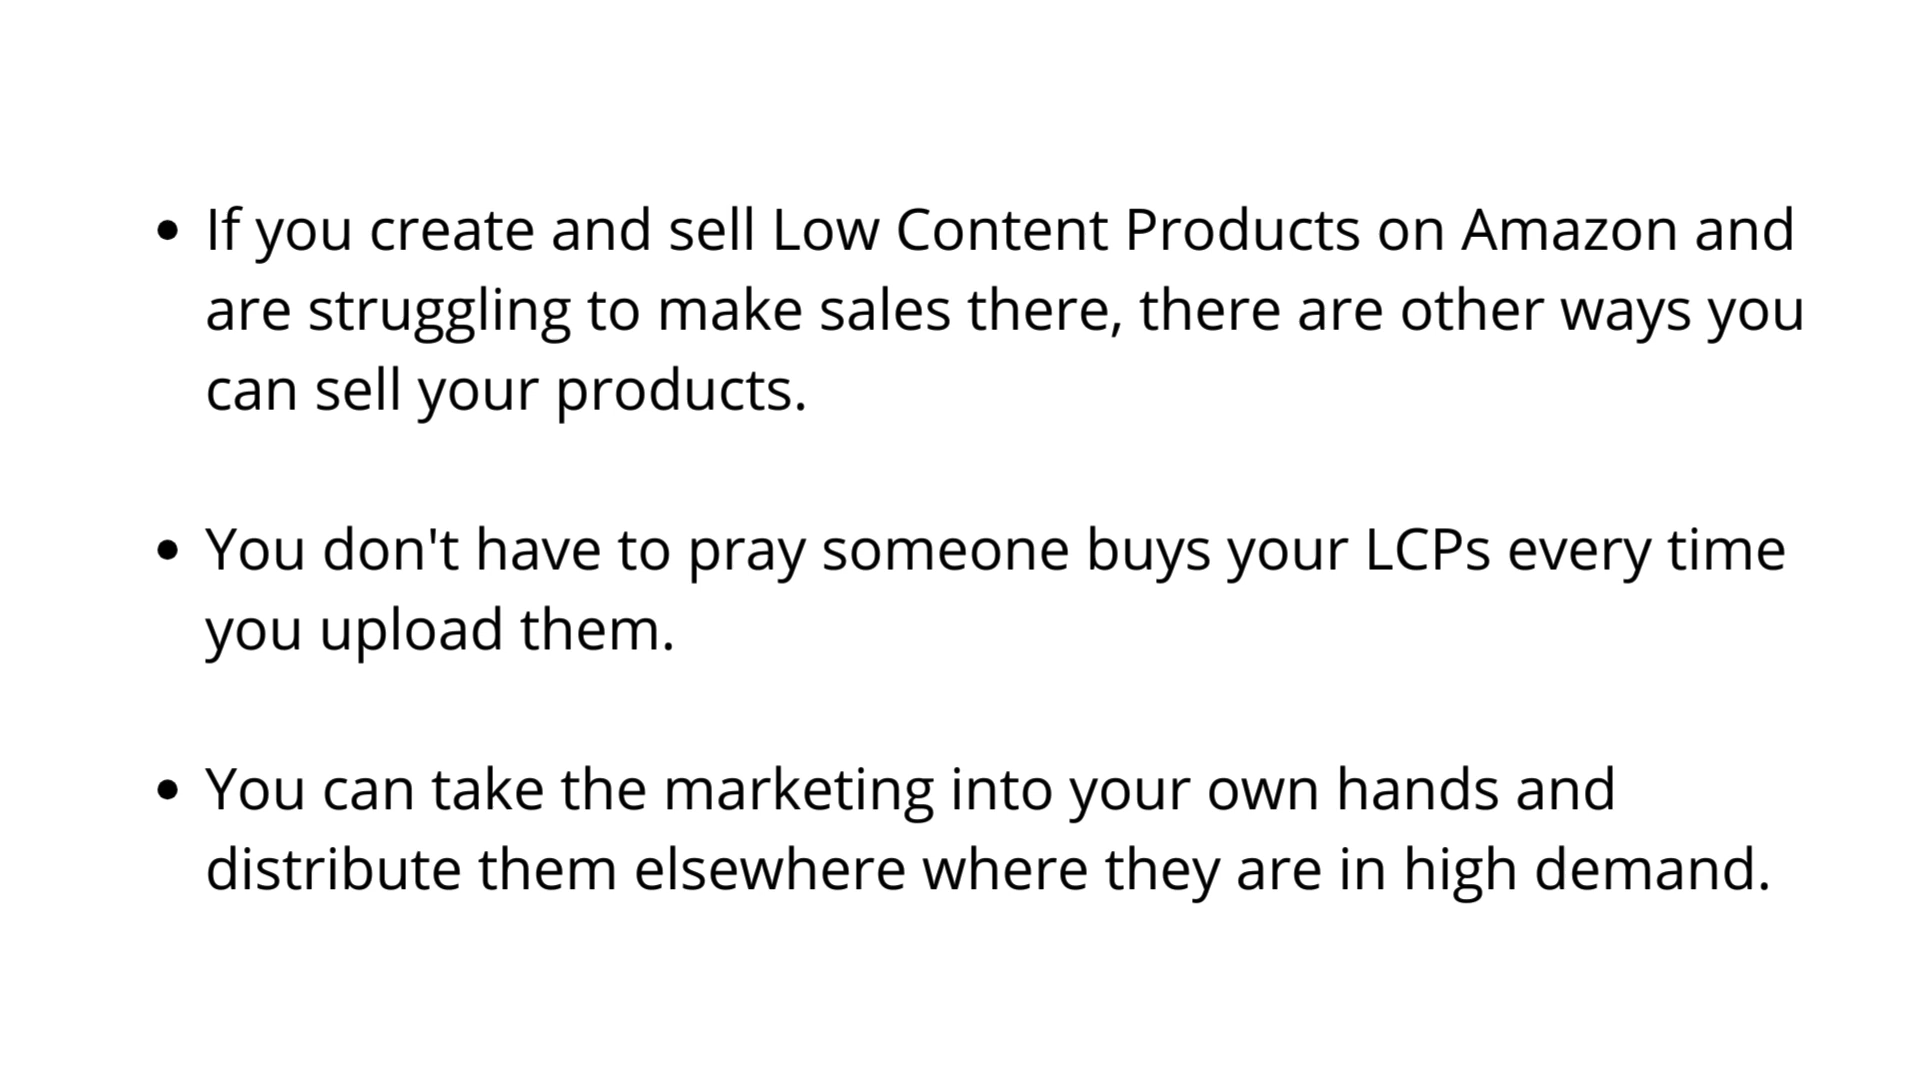 • If you create and sell Low Content Products on Amazon and
are struggling to make sales there, there are other ways you
can sell your products.
• You don't have to pray someone buys your LCPs every time
you upload them.
• You can take the marketing into your own hands and
distribute them elsewhere where they are in high demand.